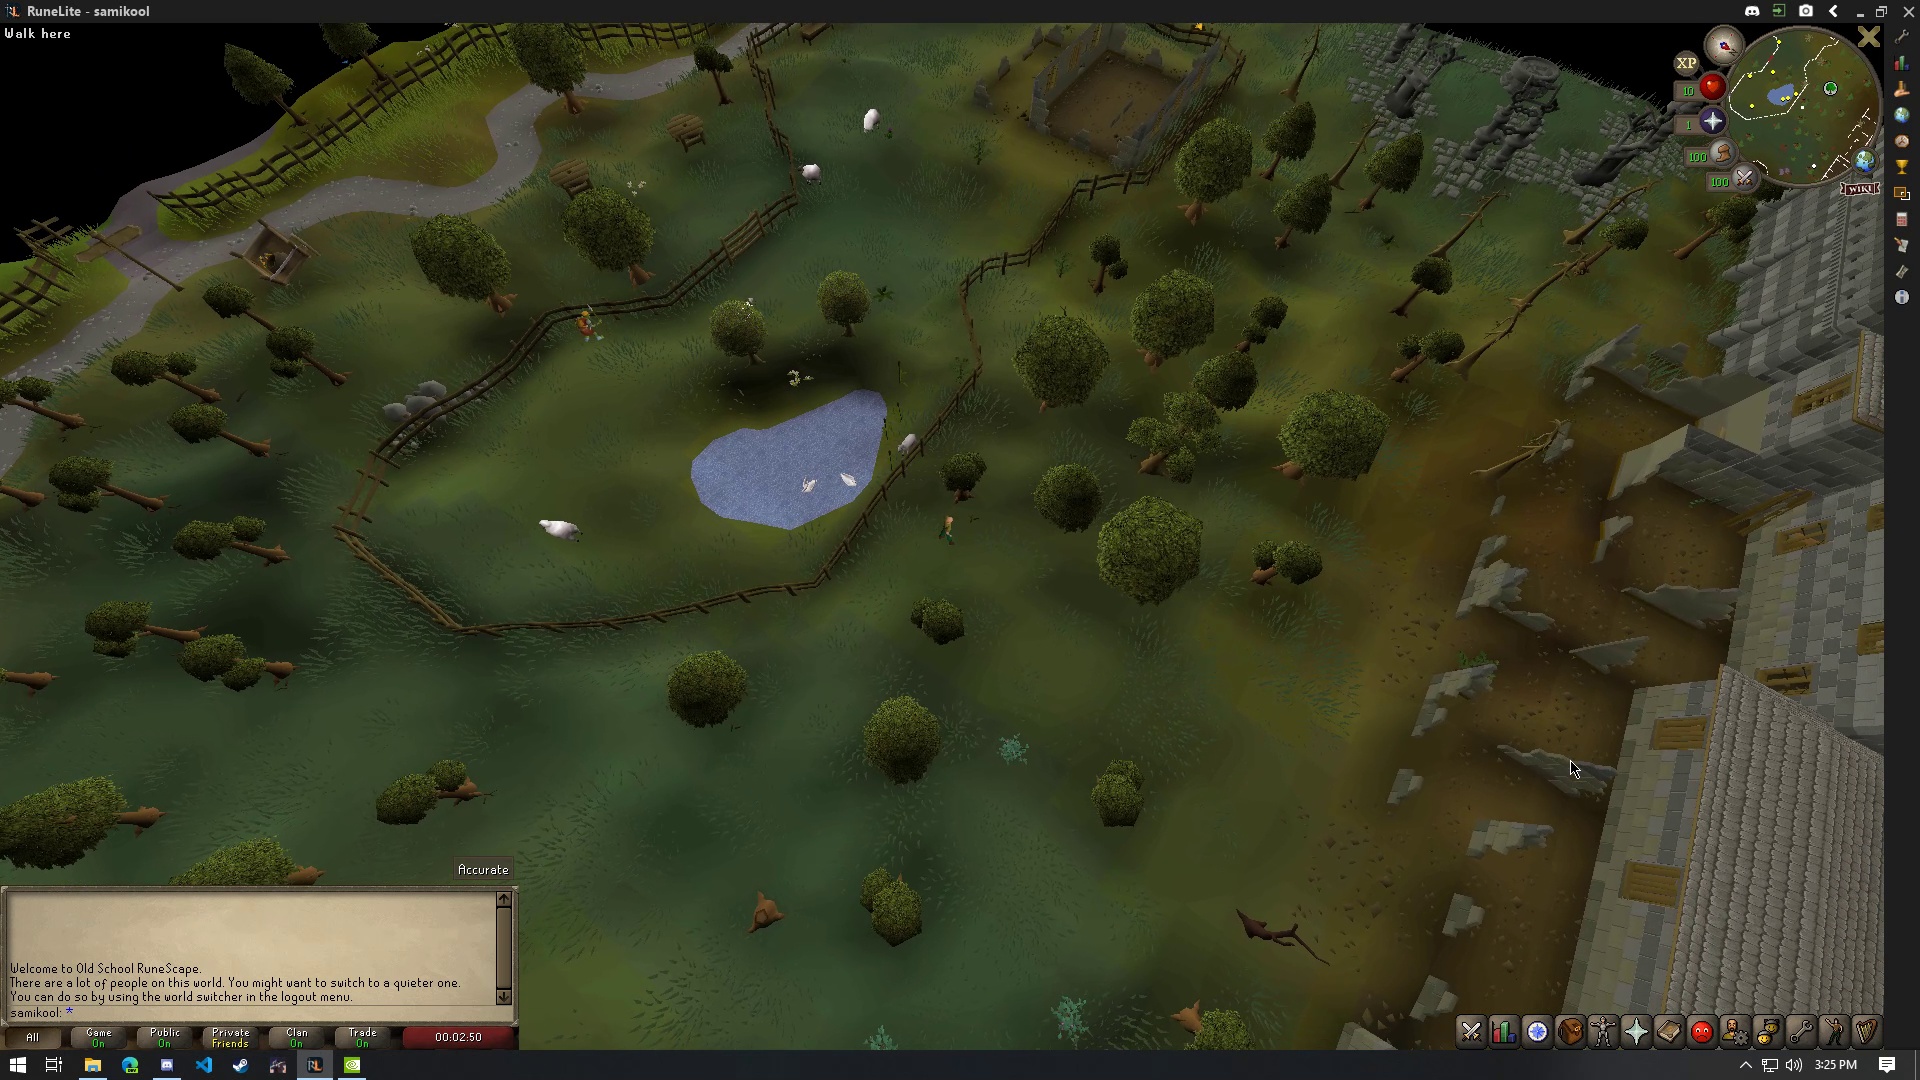 RuneLite - samikool
Walk here
XP
10
1
100
100
WIKI
Accurate
Welcome to Old School RuneScape.
There are a lot of people on this world. You might want to switch to a quieter one.
You can do so by using the world switcher in the logout menu.
samikool: *
All
Game
On
Public
On
Private
Friends
Clan
On
Trade
On
00:02:50
3:25 PM